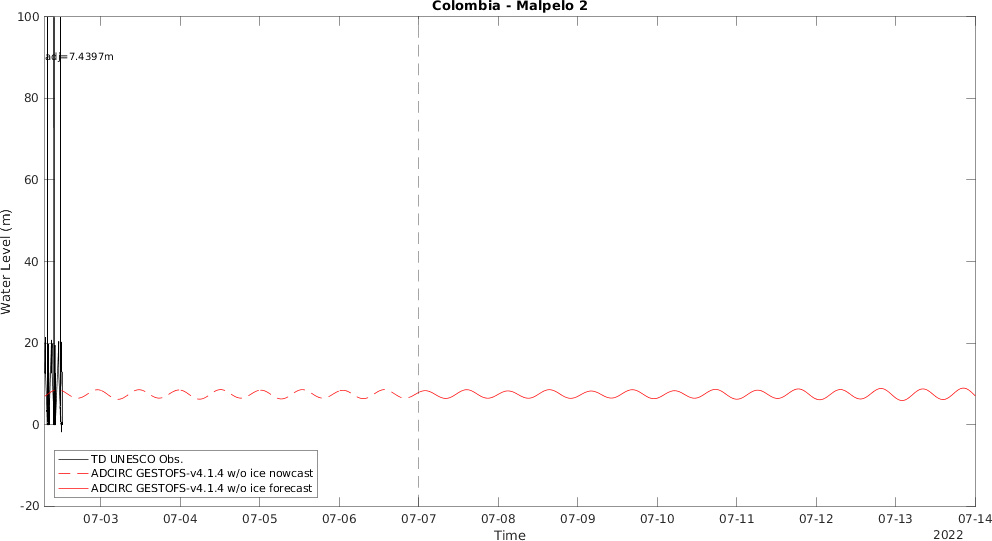 Colombia - Malpelo 2
adj=7.4397m
Water Level (m)
100
80
60
40
20
0
-20
TD UNESCO Obs.
ADCIRC GESTOFS-v4.1.4 w/o ice nowcast
ADCIRC GESTOFS-v4.1.4 w/o ice forecast
07-03 07-04 07-05 07-06 07-07 07-08 07-09 07-10 07-11 07-12 07-13 07-14
Time
2022